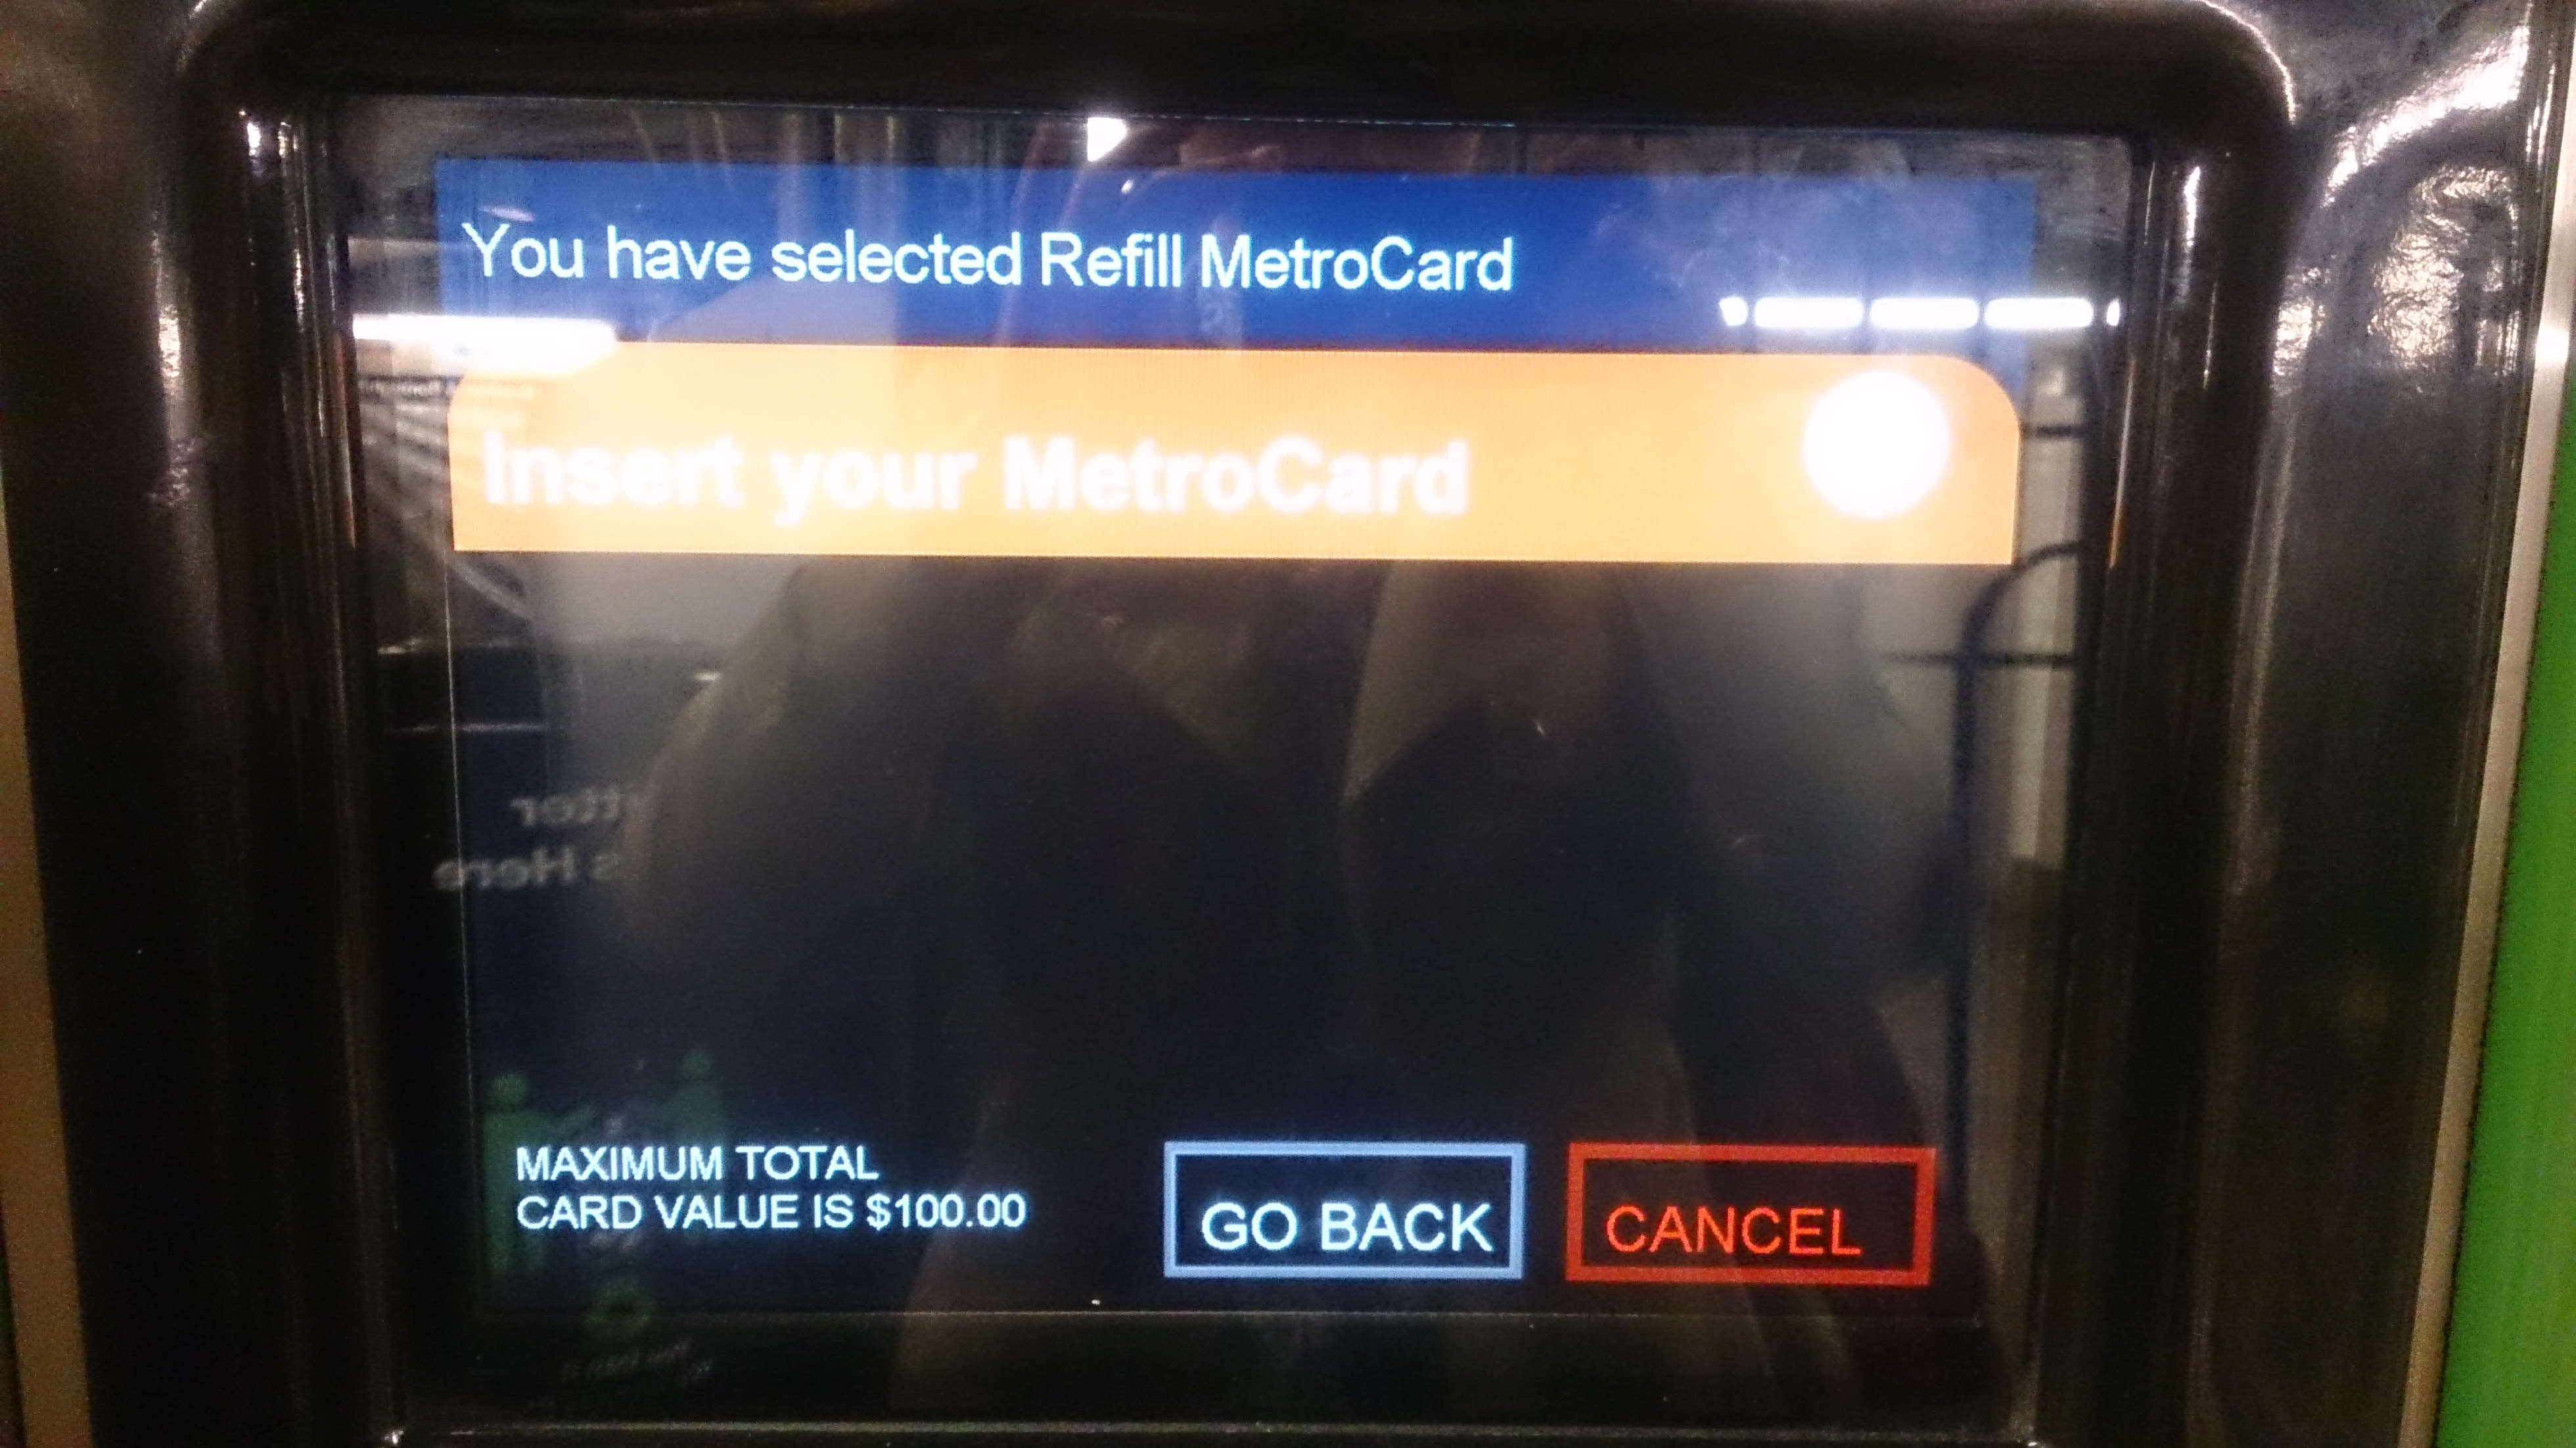 You have selected Refill MetroCard
Insert your MetroCard
MAXIMUM TOTAL
CARD VALUE IS $100.00
GO BACK
CANCEL